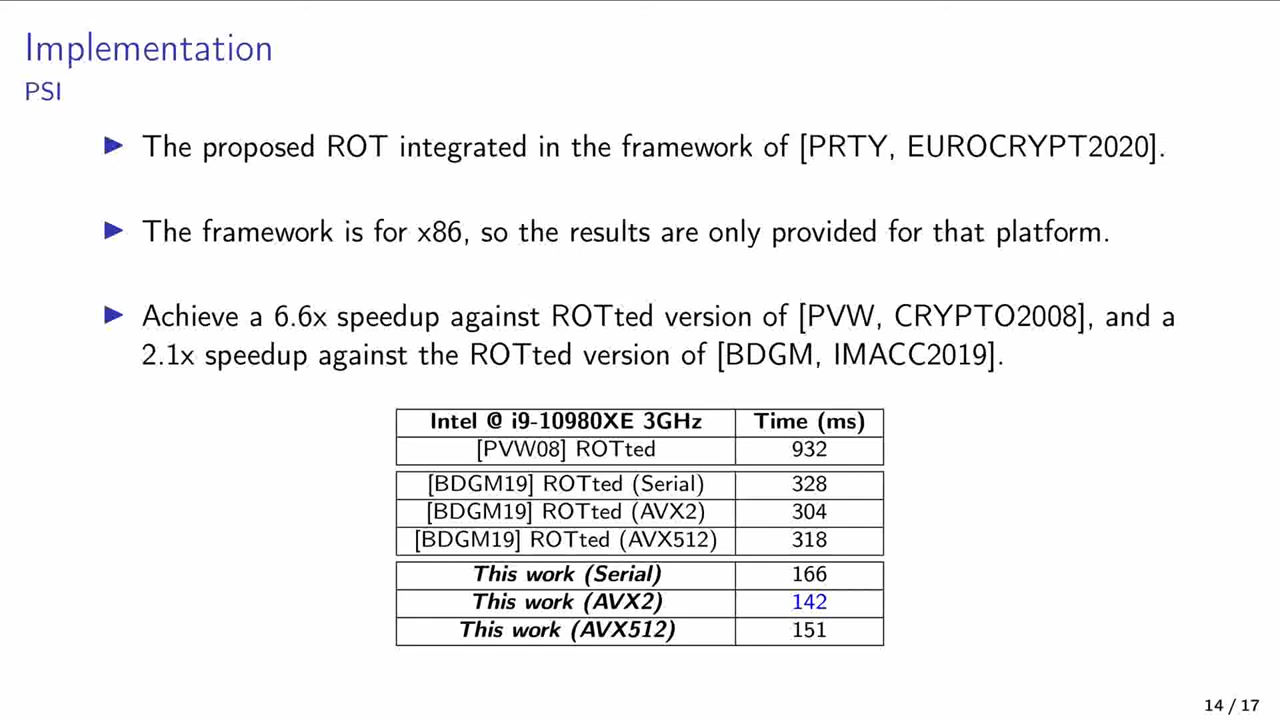 Implementation
PSI
▶ The proposed ROT integrated in the framework of [PRTY, EUROCRYPT2020].
▶ The framework is for x86, so the results are only provided for that platform.
▶ Achieve a 6.6x speedup against ROTted version of [PVW, CRYPTO2008], and a
2.1x speedup against the ROTted version of [BDGM, IMACC2019].
Intel @ i9-10980XE 3GHz Time (ms)
[PVW08] ROTted 932
[BDGM19] ROTted (Serial) 328
[BDGM19] ROTted (AVX2) 304
[BDGM19] ROTted (AVX512) 318
This work (Serial) 166
This work (AVX2) 142
This work (AVX512) 151
14 / 17